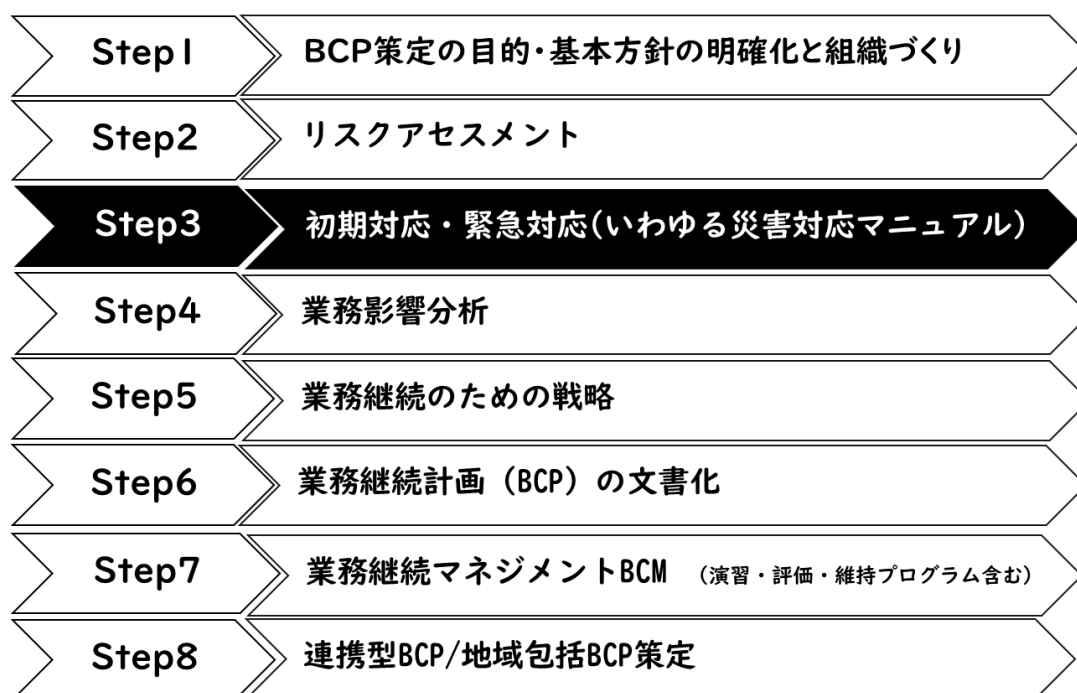 Step1 BCP策定の目的・基本方針の明確化と組織づくり
Step2 リスクアセスメント
Step3 初期対応・緊急対応(いわゆる災害対応マニュアル)
Step4 業務影響分析
Step5 業務継続のための戦略
Step6 業務継続計画（BCP）の文書化
Step7 業務継続マネジメントBCM （演習・評価・維持プログラム含む）
Step8 連携型BCP/地域包括BCP策定